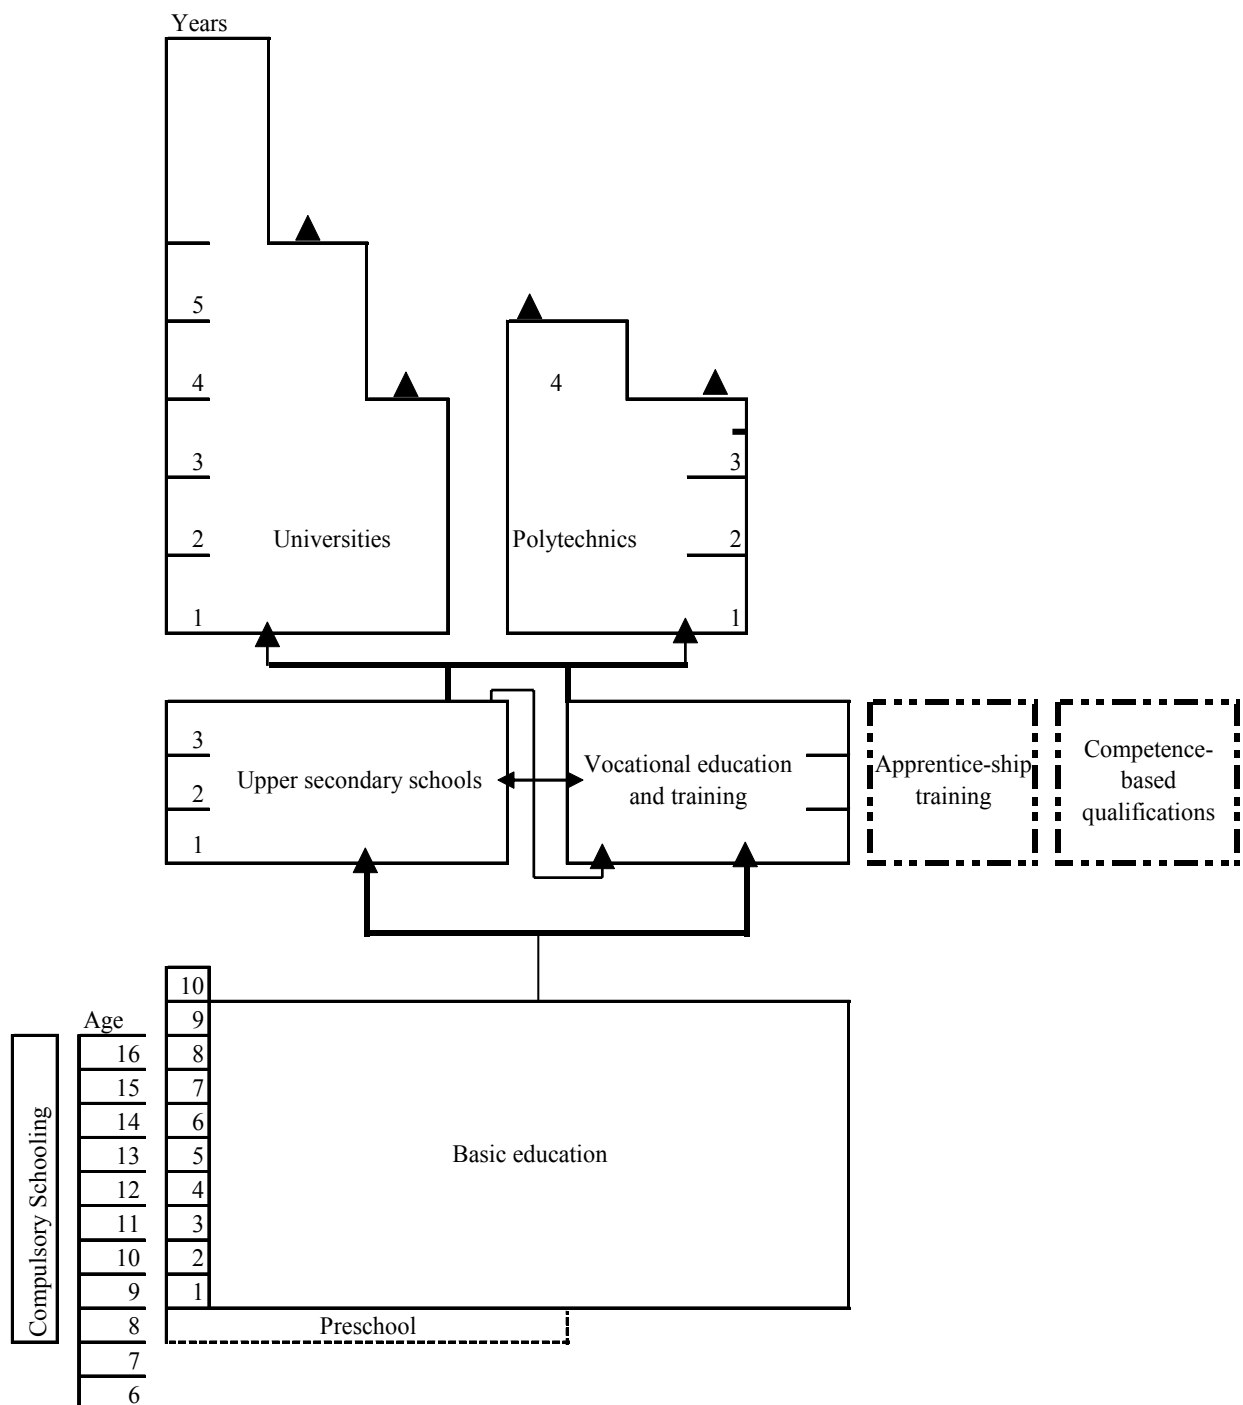 Years
5
4
3
2
1
Universities
4
3
2
1
Polytechnics
3
2
1
Upper secondary schools
Vocational education
and training
Apprentice-ship
training
Competence-
based
qualifications
10
9
8
7
6
5
4
3
2
1
Basic education
Preschool
Age
16
15
14
13
12
11
10
9
8
7
6
Compulsory Schooling